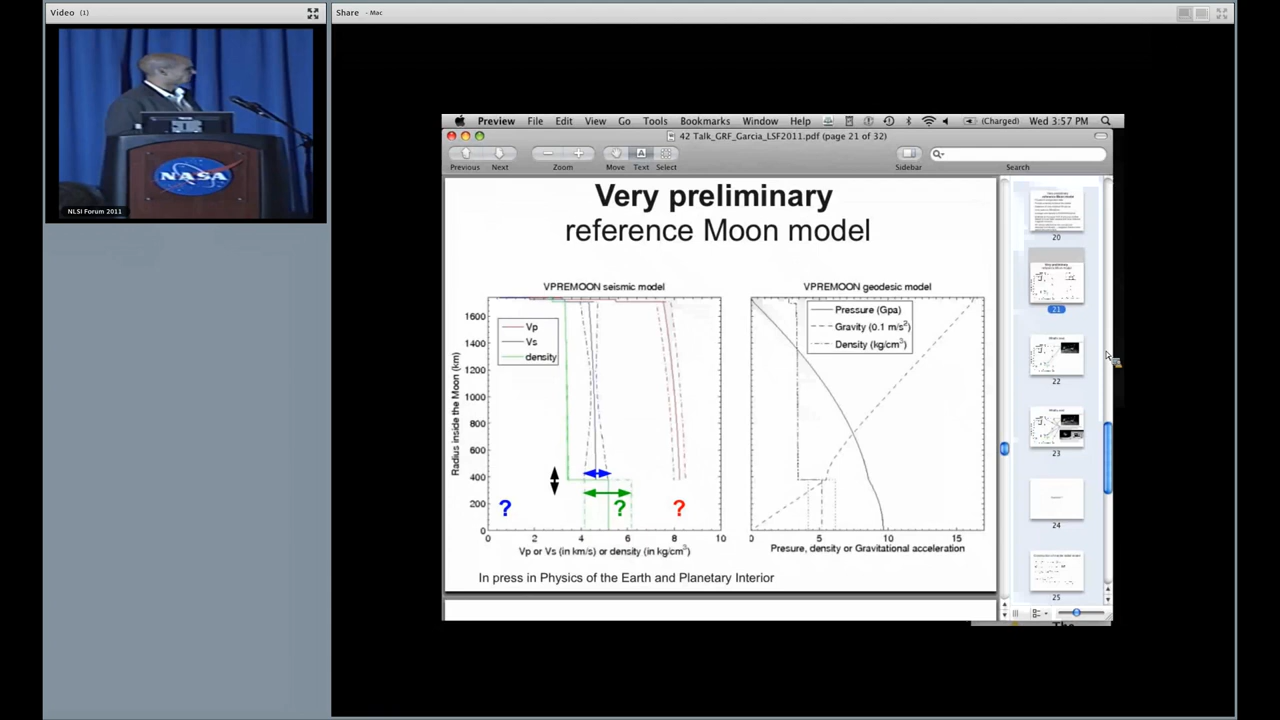 Video (1)
Share - Mac
NASA
NLSI Forum 2011
Preview File Edit View Go Tools Bookmarks Window Help (Charged) Wed 3:57 PM
42 Talk_GRF_Garcia_LSF2011.pdf (page 21 of 32)
Previous Next Zoom Move Text Select Sidebar Search
Very preliminary
reference Moon model
VPREMOON seismic model
Radius inside the Moon (km)
1600
1400
1200
1000
800
600
400
200
0
Vp
Vs
density
? ? ?
0 2 4 6 8 10
Vp or Vs (in km/s) or density (in kg/cm³)
VPREMOON geodesic model
Pressure (Gpa)
Gravity (0.1 m/s²)
Density (kg/cm³)
0 5 10 15
Presure, density or Gravitational acceleration
In press in Physics of the Earth and Planetary Interior
20
21
22
23
24
25
The